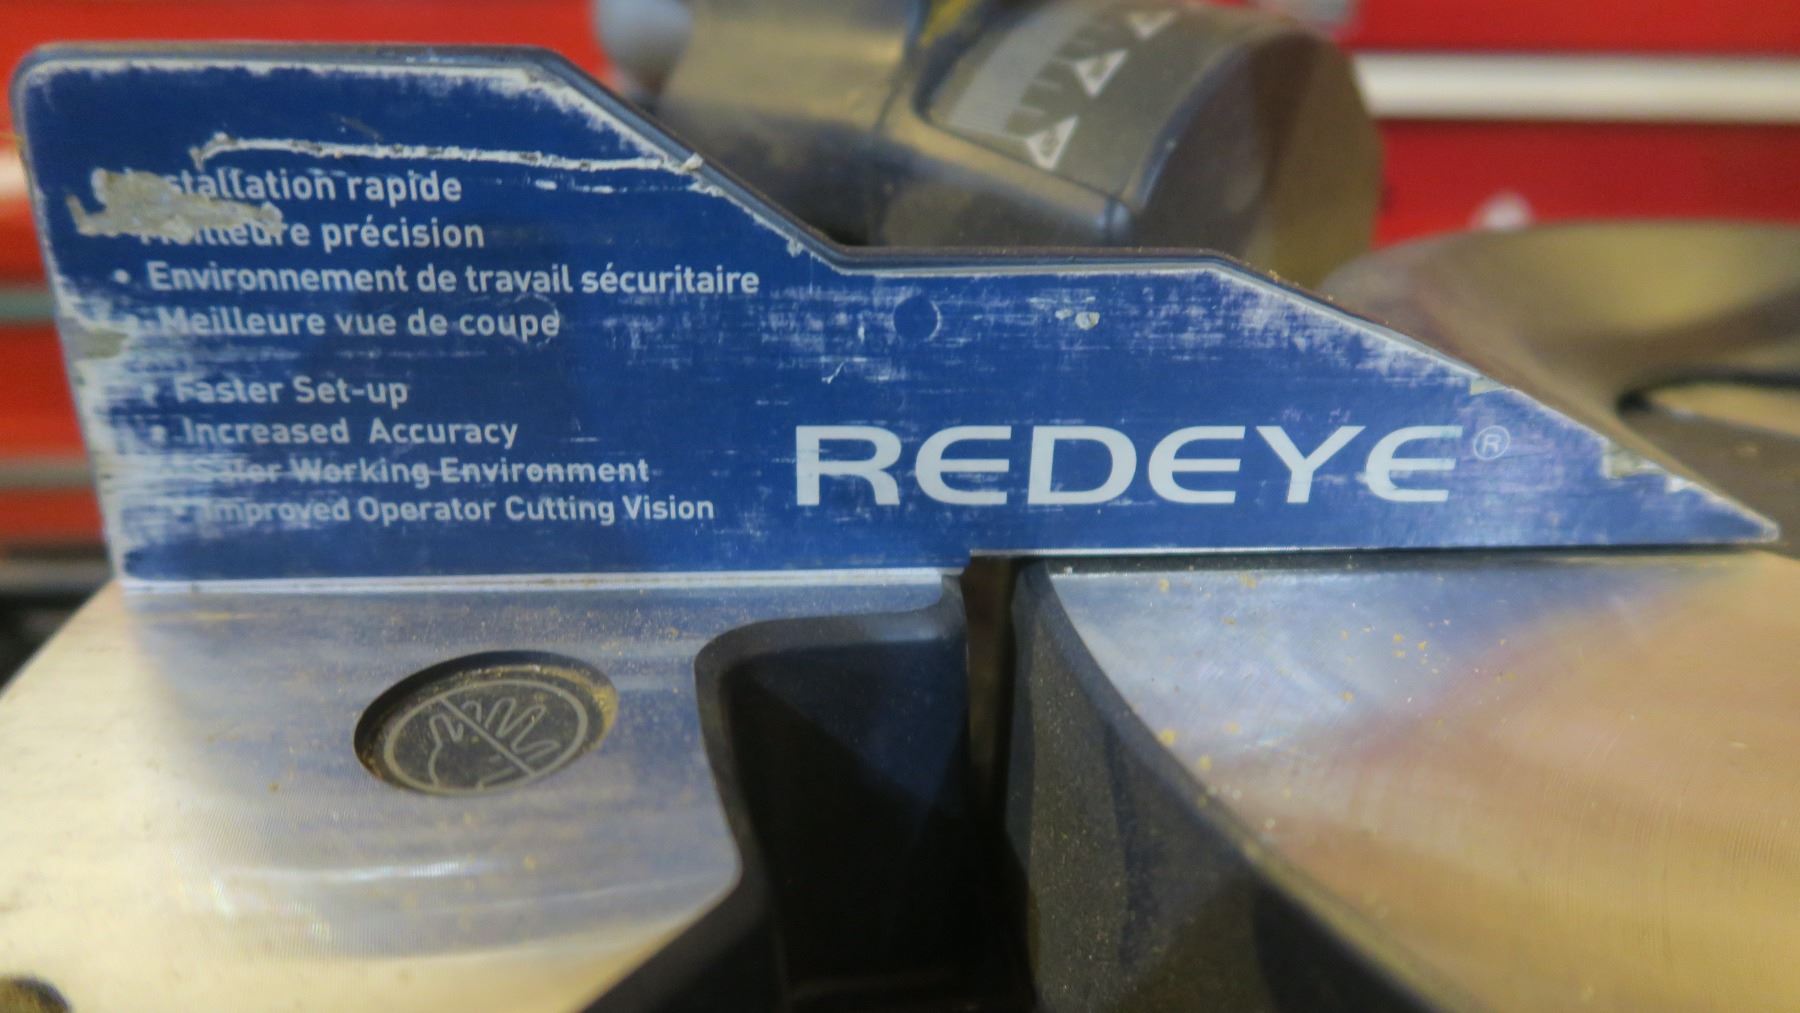 • Installation rapide
• Meilleure précision
• Environnement de travail sécuritaire
• Meilleure vue de coupe
• Faster Set-up
• Increased Accuracy
• Safer Working Environment
• Improved Operator Cutting Vision
REDEYE®